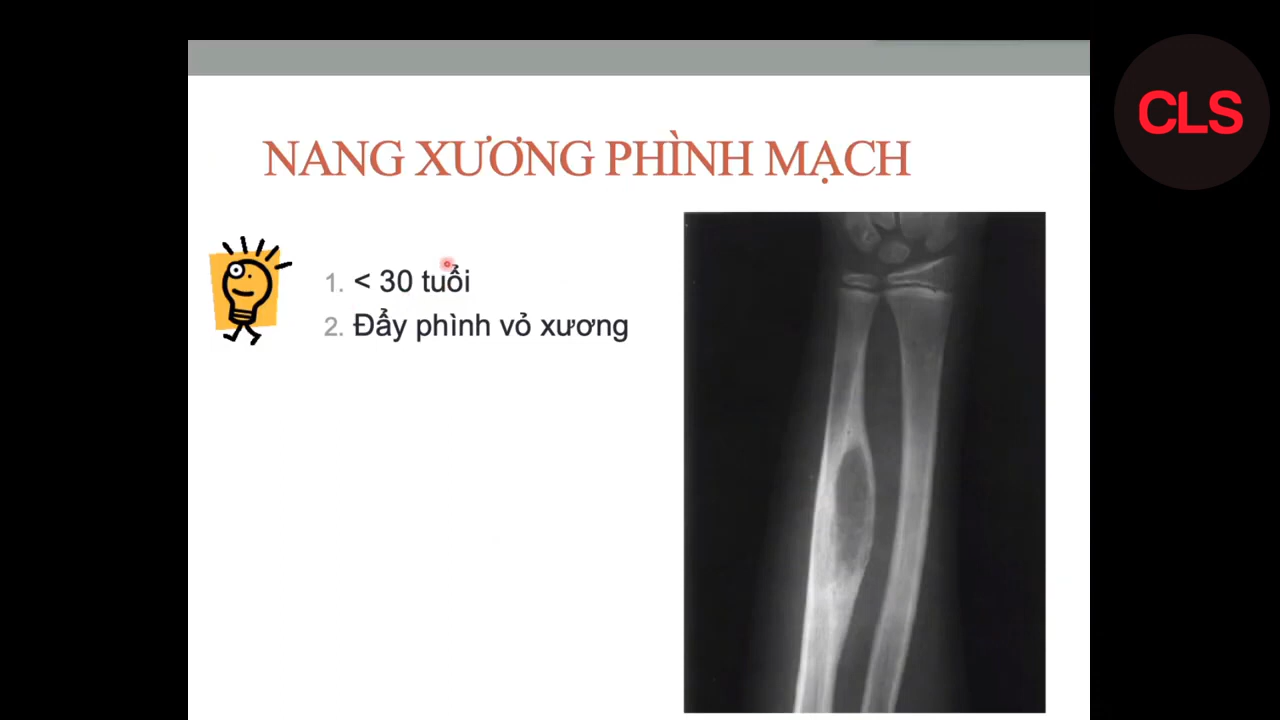 CLS
NANG XƯƠNG PHÌNH MẠCH
1. < 30 tuổi
2. Đẩy phình vỏ xương